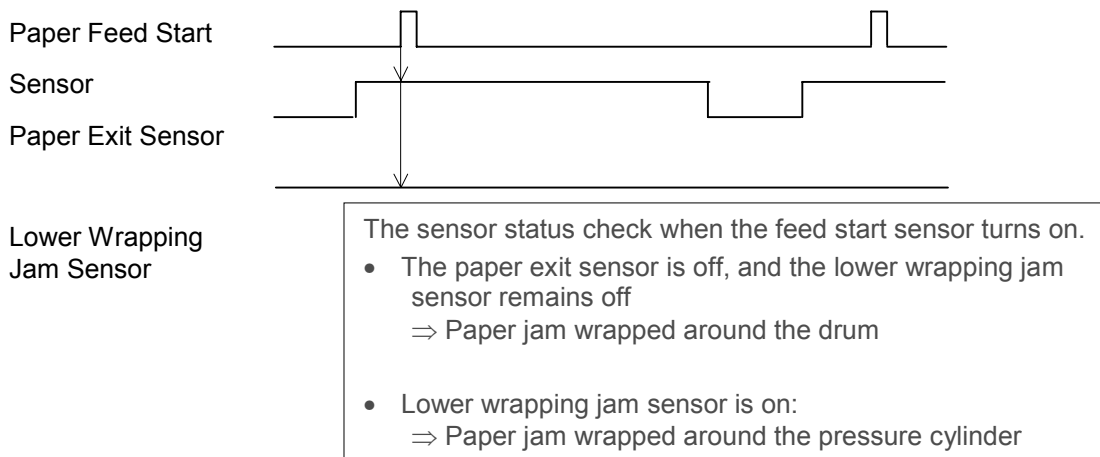 Paper Feed Start
Sensor
Paper Exit Sensor
Lower Wrapping
Jam Sensor
The sensor status check when the feed start sensor turns on.
• The paper exit sensor is off, and the lower wrapping jam
sensor remains off
⇒ Paper jam wrapped around the drum
• Lower wrapping jam sensor is on:
⇒ Paper jam wrapped around the pressure cylinder